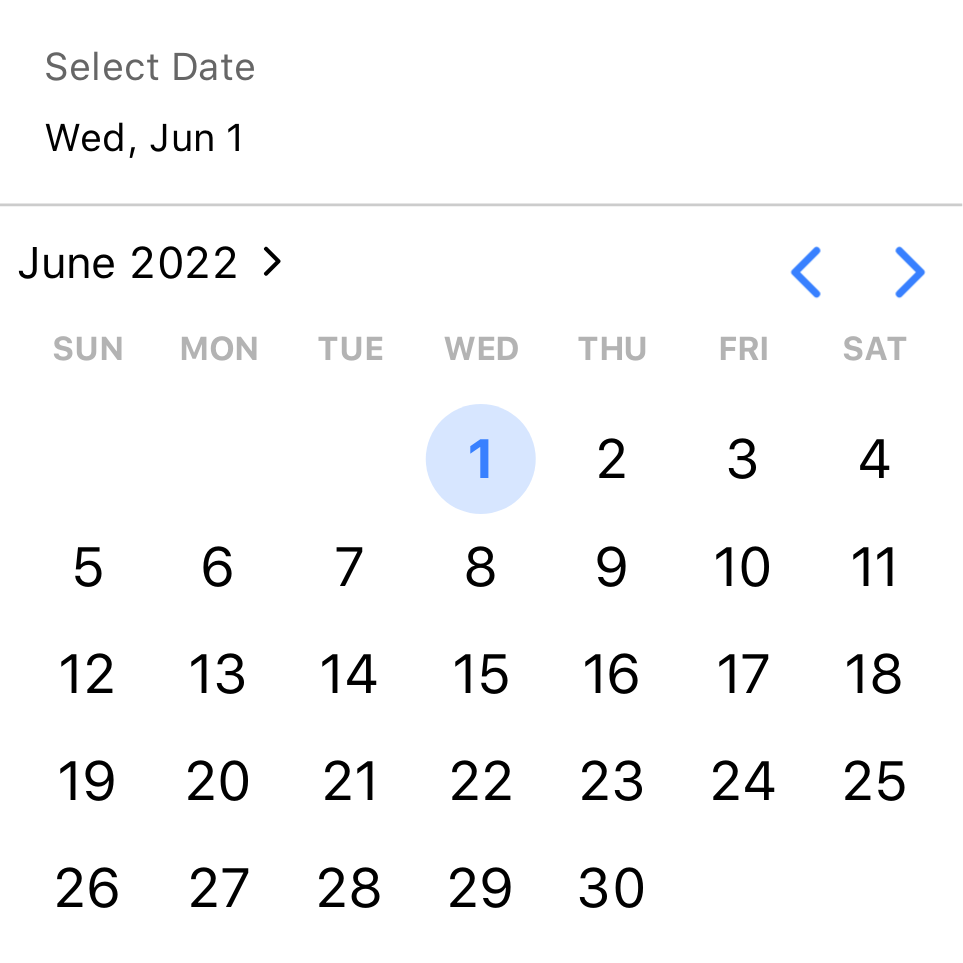 Select Date
Wed, Jun 1
June 2022
SUN MON TUE WED THU FRI SAT
1 2 3 4
5 6 7 8 9 10 11
12 13 14 15 16 17 18
19 20 21 22 23 24 25
26 27 28 29 30